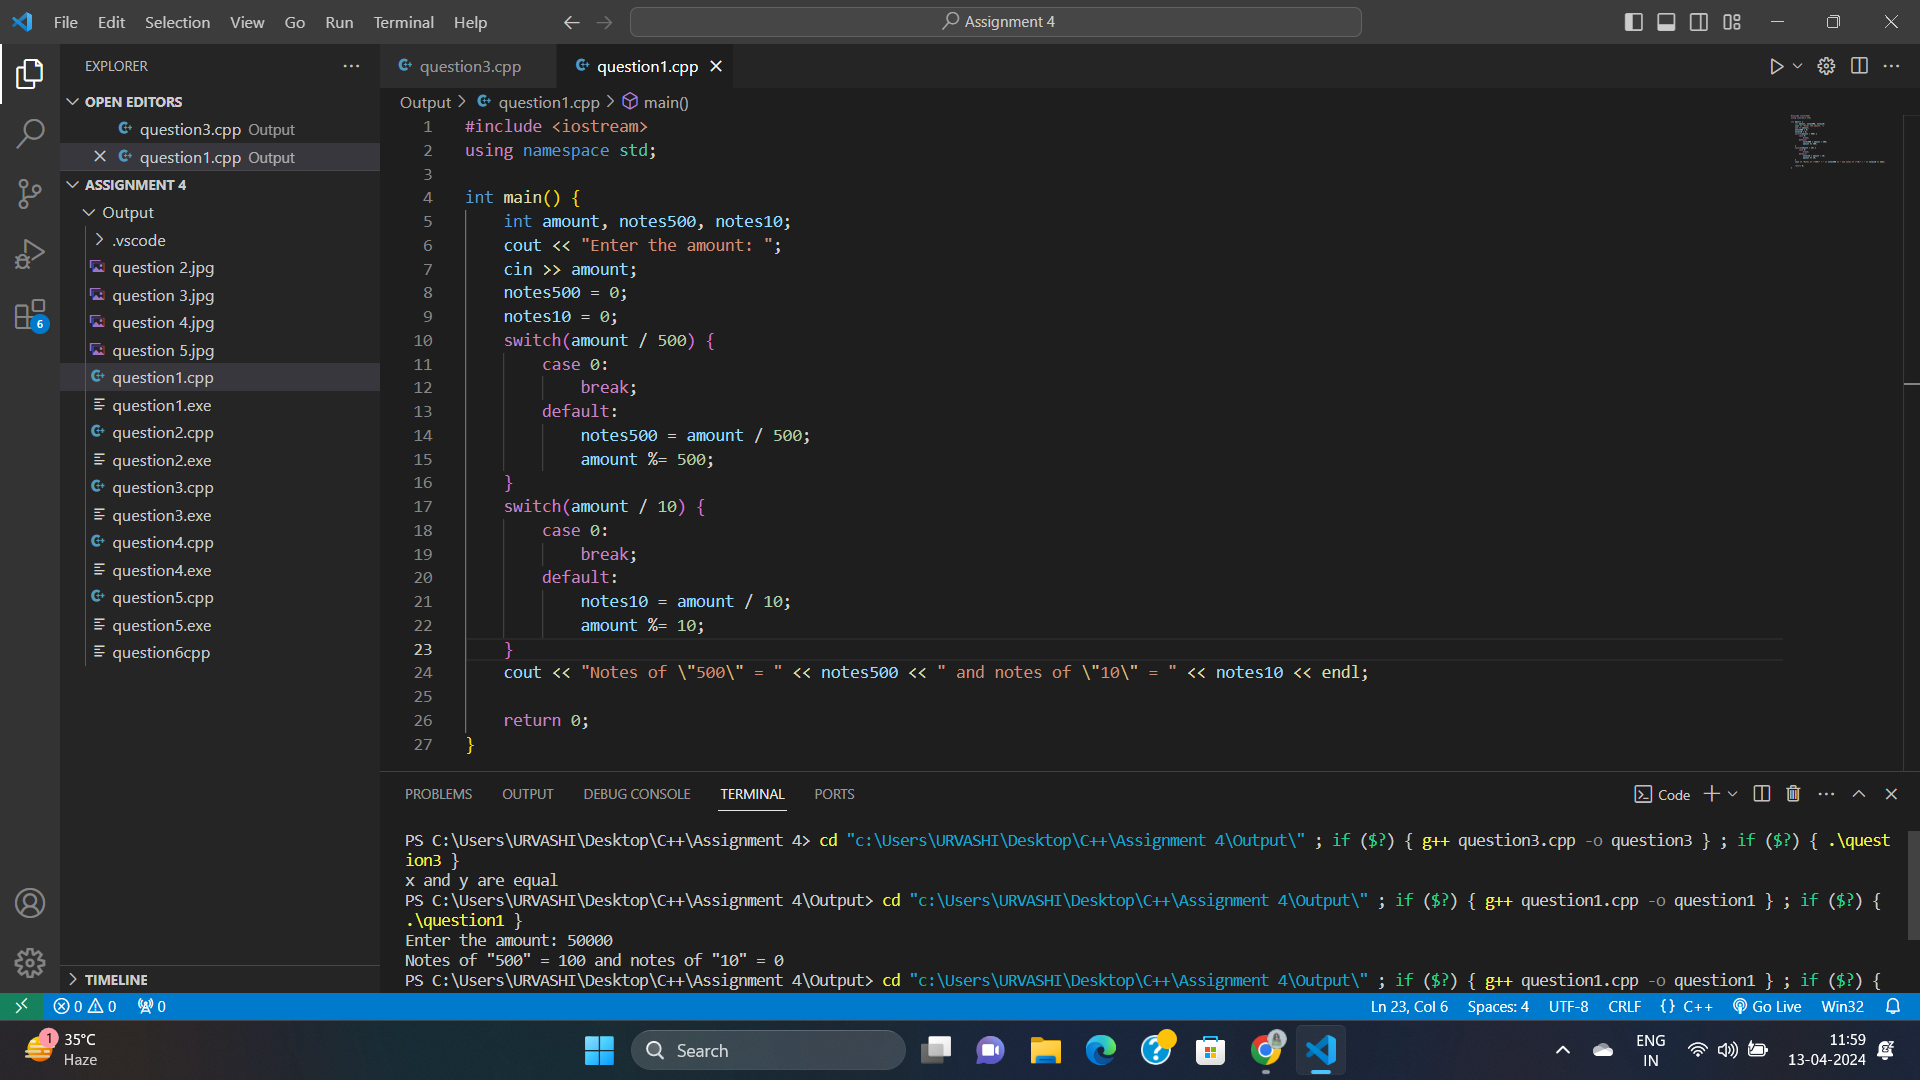 File Edit Selection View Go Run Terminal Help
Assignment 4
EXPLORER
OPEN EDITORS
question3.cpp Output
question1.cpp Output
ASSIGNMENT 4
Output
.vscode
question 2.jpg
question 3.jpg
question 4.jpg
question 5.jpg
question1.cpp
question1.exe
question2.cpp
question2.exe
question3.cpp
question3.exe
question4.cpp
question4.exe
question5.cpp
question5.exe
question6cpp
TIMELINE
6
question3.cpp question1.cpp
Output > question1.cpp > main()
1 #include <iostream>
2 using namespace std;
3
4 int main() {
5 int amount, notes500, notes10;
6 cout << "Enter the amount: ";
7 cin >> amount;
8 notes500 = 0;
9 notes10 = 0;
10 switch(amount / 500) {
11 case 0:
12 break;
13 default:
14 notes500 = amount / 500;
15 amount %= 500;
16 }
17 switch(amount / 10) {
18 case 0:
19 break;
20 default:
21 notes10 = amount / 10;
22 amount %= 10;
23 }
24 cout << "Notes of \"500\" = " << notes500 << " and notes of \"10\" = " << notes10 << endl;
25
26 return 0;
27 }
PROBLEMS OUTPUT DEBUG CONSOLE TERMINAL PORTS
Code
PS C:\Users\URVASHI\Desktop\C++\Assignment 4> cd "c:\Users\URVASHI\Desktop\C++\Assignment 4\Output\" ; if ($?) { g++ question3.cpp -o question3 } ; if ($?) { .\quest
ion3 }
x and y are equal
PS C:\Users\URVASHI\Desktop\C++\Assignment 4\Output> cd "c:\Users\URVASHI\Desktop\C++\Assignment 4\Output\" ; if ($?) { g++ question1.cpp -o question1 } ; if ($?) {
.\question1 }
Enter the amount: 50000
Notes of "500" = 100 and notes of "10" = 0
PS C:\Users\URVASHI\Desktop\C++\Assignment 4\Output> cd "c:\Users\URVASHI\Desktop\C++\Assignment 4\Output\" ; if ($?) { g++ question1.cpp -o question1 } ; if ($?) {
0 0 0 Ln 23, Col 6 Spaces: 4 UTF-8 CRLF {} C++ Go Live Win32
1
35°C
Haze
Search
ENG
IN
11:59
13-04-2024